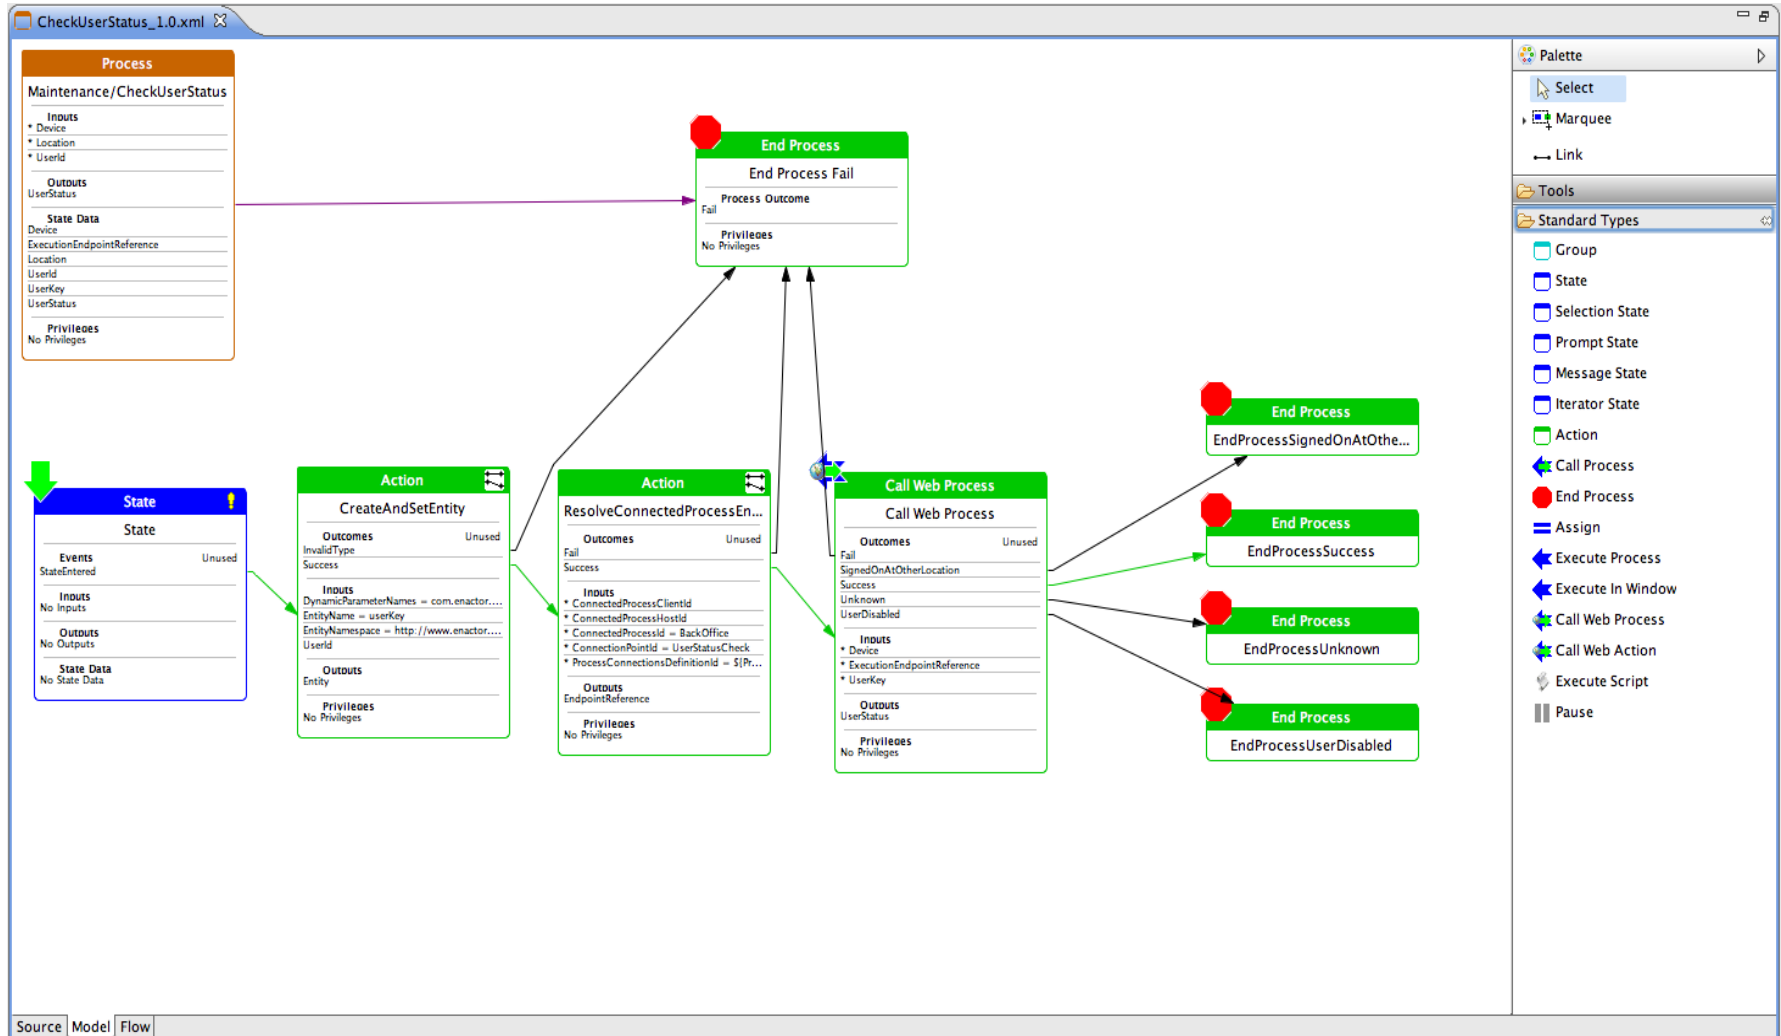 CheckUserStatus_1.0.xml
Process
Maintenance/CheckUserStatus
Inputs
* Device
* Location
* UserId
Outputs
UserStatus
State Data
Device
ExecutionEndpointReference
Location
UserId
UserKey
UserStatus
Privileges
No Privileges
End Process
End Process Fail
Process Outcome
Fail
Privileges
No Privileges
State
State
Events Unused
StateEntered
Inputs
No Inputs
Outputs
No Outputs
State Data
No State Data
Action
CreateAndSetEntity
Outcomes Unused
InvalidType
Success
Inputs
DynamicParameterNames = com.enactor....
EntityName = userKey
EntityNamespace = http://www.enactor....
UserId
Outputs
Entity
Privileges
No Privileges
Action
ResolveConnectedProcessEn...
Outcomes Unused
Fail
Success
Inputs
* ConnectedProcessClientId
* ConnectedProcessHostId
* ConnectedProcessId = BackOffice
* ConnectionPointId = UserStatusCheck
* ProcessConnectionsDefinitionId = ${Pr...
Outputs
EndpointReference
Privileges
No Privileges
Call Web Process
Call Web Process
Outcomes Unused
Fail
SignedOnAtOtherLocation
Success
Unknown
UserDisabled
Inputs
* Device
* ExecutionEndpointReference
* UserKey
Outputs
UserStatus
Privileges
No Privileges
End Process
EndProcessSignedOnAtOthe...
End Process
EndProcessSuccess
End Process
EndProcessUnknown
End Process
EndProcessUserDisabled
Palette
Select
Marquee
Link
Tools
Standard Types
Group
State
Selection State
Prompt State
Message State
Iterator State
Action
Call Process
End Process
Assign
Execute Process
Execute In Window
Call Web Process
Call Web Action
Execute Script
Pause
Source Model Flow